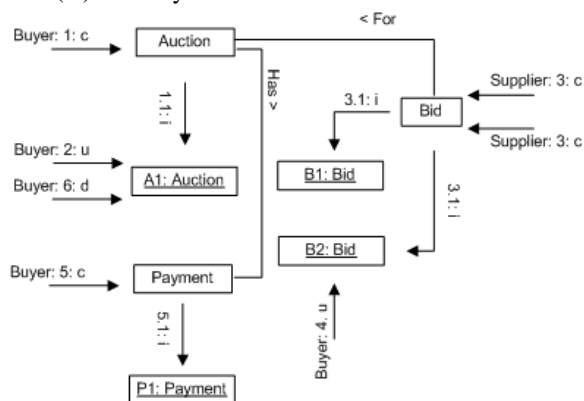 < For
Buyer: 1: c
Auction
Has >
1.1: i
3.1: i
Supplier: 3: c
Bid
Supplier: 3: c
Buyer: 2: u
A1: Auction
B1: Bid
Buyer: 6: d
3.1: i
B2: Bid
Buyer: 5: c
Payment
5.1: i
Buyer: 4, u
P1: Payment